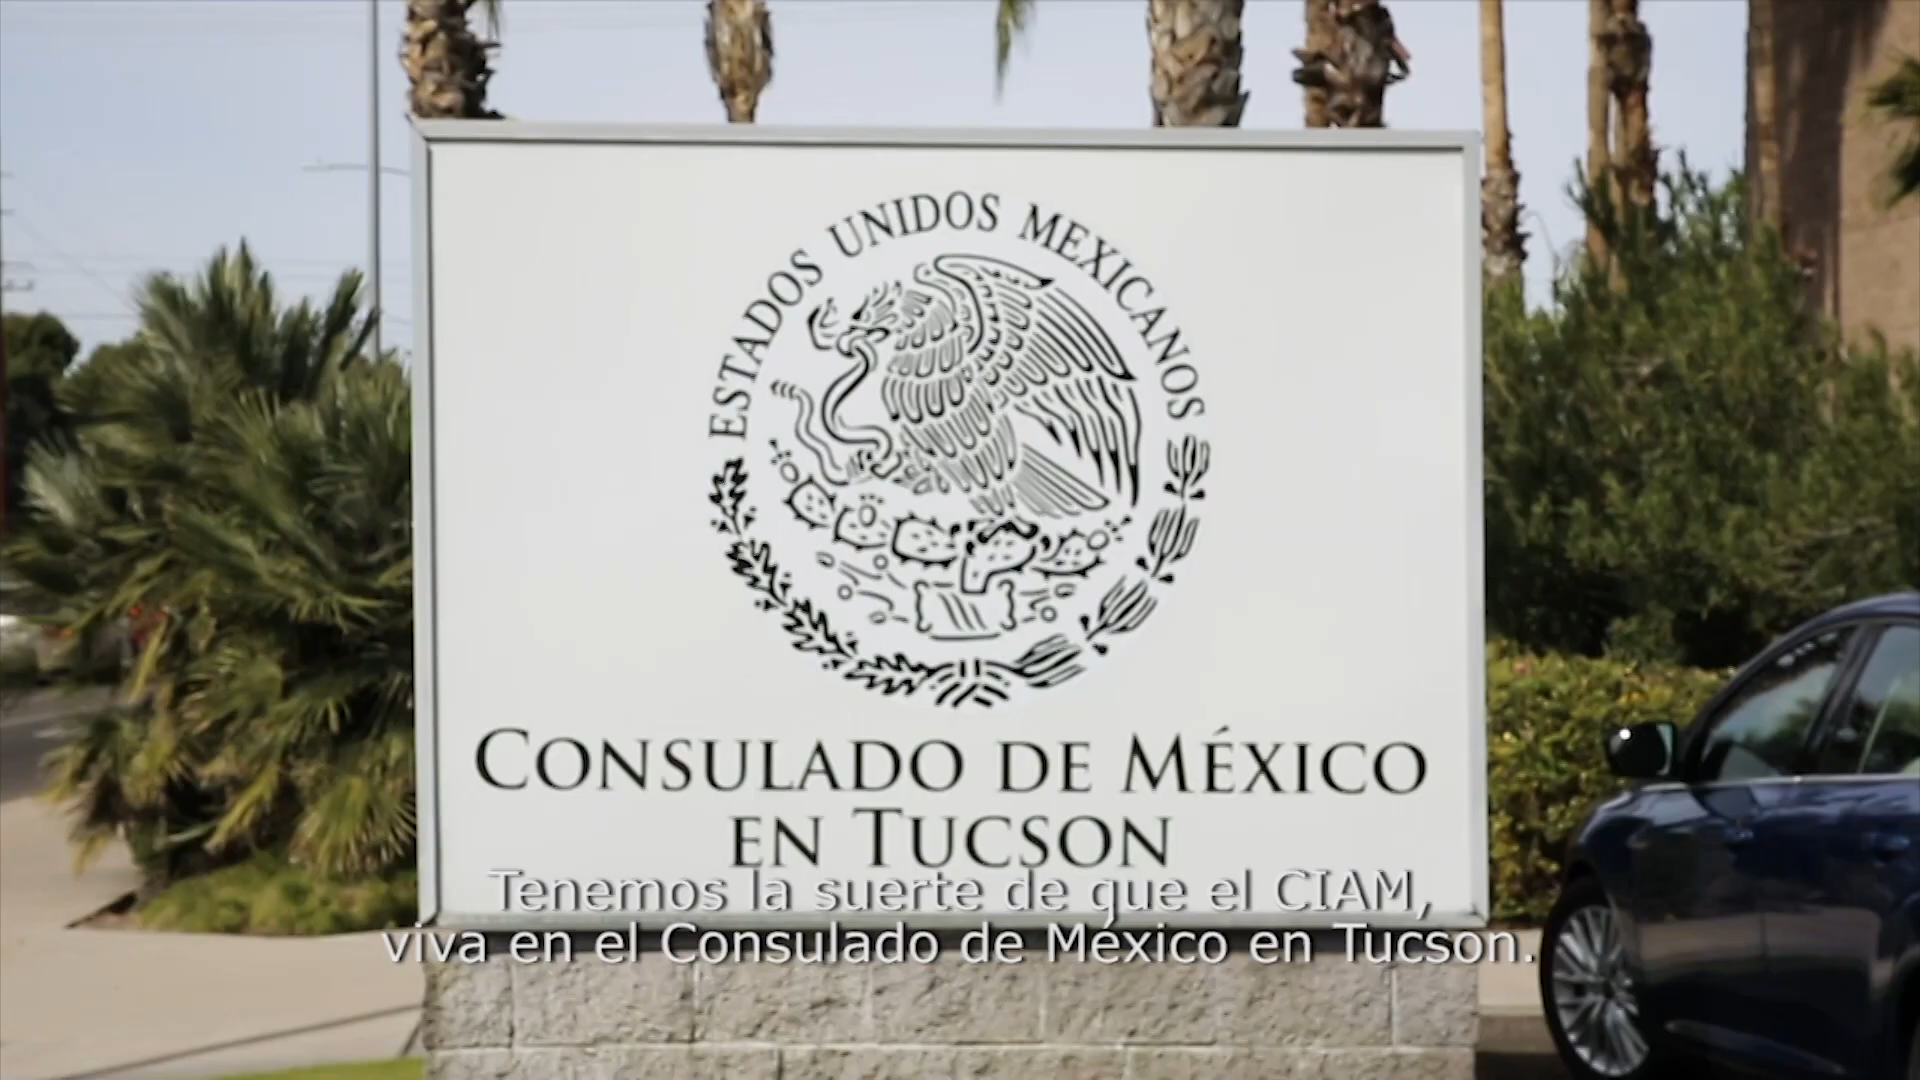 ESTADOS UNIDOS MEXICANOS
CONSULADO DE MÉXICO
EN TUCSON
Tenemos la suerte de que el CIAM,
viva en el Consulado de México en Tucson.